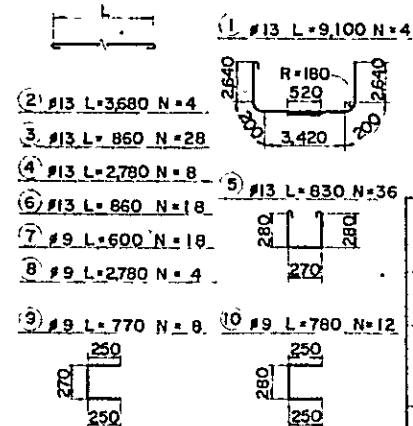 L
① ø13 L=9,100 N=4
2,640
R=180
520
2,640
200
3,420
200
② ø13 L=3,680 N=4
③ ø13 L= 860 N=28
④ ø13 L=2,780 N= 8
⑤ ø13 L=830 N=36
280
280
270
⑥ ø13 L=860 N=18
⑦ ø9 L=600 N=18
⑧ ø9 L=2,780 N= 4
⑨ ø9 L=770 N= 8
250
270
250
⑩ ø9 L=780 N=12
250
280
250